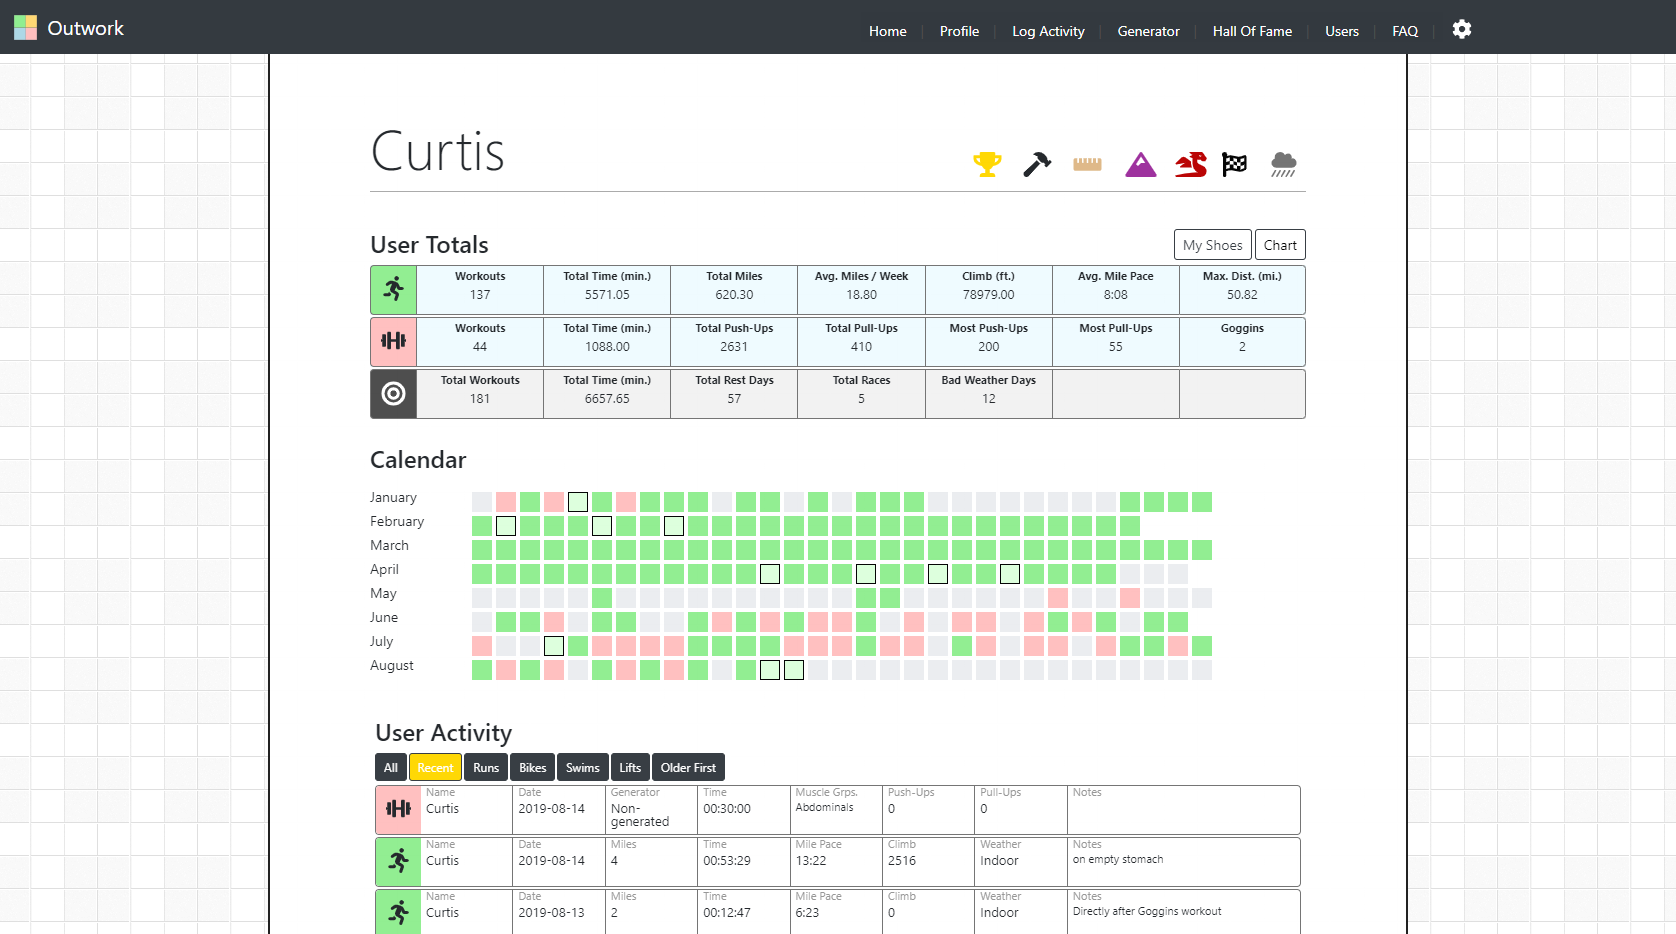 Outwork
Home Profile Log Activity Generator Hall Of Fame Users FAQ
Curtis
User Totals
My Shoes Chart
Workouts Total Time (min.) Total Miles Avg. Miles / Week Climb (ft.) Avg. Mile Pace Max. Dist. (mi.)
137 5571.05 620.30 18.80 78979.00 8:08 50.82
Workouts Total Time (min.) Total Push-Ups Total Pull-Ups Most Push-Ups Most Pull-Ups Goggins
44 1088.00 2631 410 200 55 2
Total Workouts Total Time (min.) Total Rest Days Total Races Bad Weather Days
181 6657.65 57 5 12
Calendar
January
February
March
April
May
June
July
August
User Activity
All Recent Runs Bikes Swims Lifts Older First
Name Date Generator Time Muscle Grps. Push-Ups Pull-Ups Notes
Curtis 2019-08-14 Non- 00:30:00 Abdominals 0 0
generated
Name Date Miles Time Mile Pace Climb Weather Notes
Curtis 2019-08-14 4 00:53:29 13:22 2516 Indoor on empty stomach
Name Date Miles Time Mile Pace Climb Weather Notes
Curtis 2019-08-13 2 00:12:47 6:23 0 Indoor Directly after Goggins workout